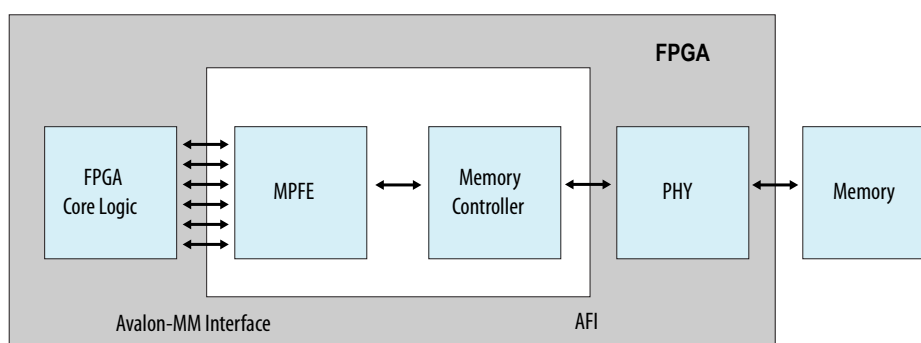 FPGA
FPGA
Core Logic
MPFE
Memory
Controller
PHY
Memory
Avalon-MM Interface
AFI